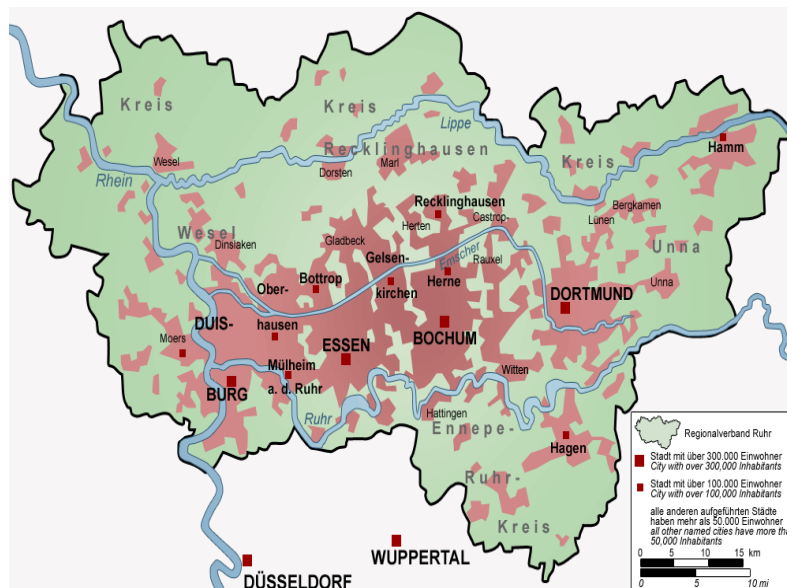 Kreis
Kreis
Lippe
Recklinghausen
Hamm
Wesel
Rhein
Dorsten
Marl
Kreis
Recklinghausen
Bergkamen
Lünen
Herten
Castrop-
Wesel
Dinslaken
Gladbeck
Unna
Gelsen-
kirchen
Emscher
Rauxel
Herne
Bottrop
Unna
Ober-
hausen
DORTMUND
DUIS-
BURG
BOCHUM
Moers
ESSEN
Mülheim
a. d. Ruhr
Witten
Ruhr
Hattingen
Ennepe-
Ruhr-
Kreis
Hagen
WUPPERTAL
DÜSSELDORF
Regionalverband Ruhr
Stadt mit über 300.000 Einwohner
City with over 300,000 Inhabitants
Stadt mit über 100.000 Einwohner
City with over 100,000 Inhabitants
alle anderen aufgeführten Städte
haben mehr als 50.000 Einwohner
all other named cities have more tha
50,000 Inhabitants
0 5 10 15 km
0 5 10 mi